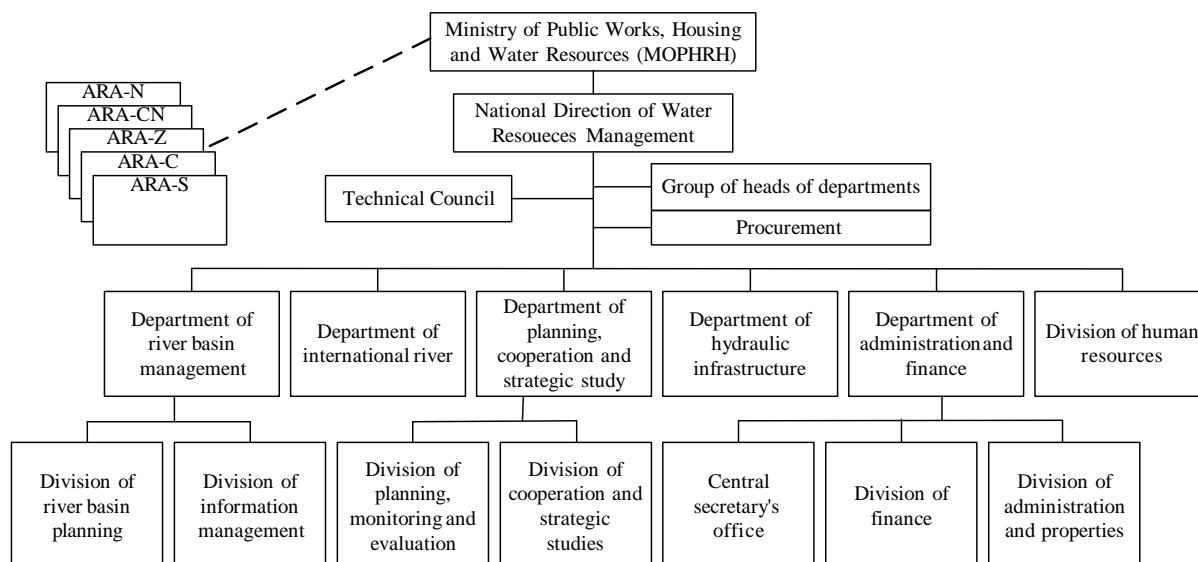 Ministry of Public Works, Housing
and Water Resources (MOPHRH)
ARA-N
ARA-CN
ARA-Z
ARA-C
ARA-S
National Direction of Water
Resoueces Management
Technical Council
Group of heads of departments
Procurement
Department of
river basin
management
Department of
international river
Department of
planning,
cooperation and
strategic study
Department of
hydraulic
infrastructure
Department of
administration and
finance
Division of human
resources
Division of
river basin
planning
Division of
information
management
Division of
planning,
monitoring and
evaluation
Division of
cooperation and
strategic
studies
Central
secretary's
office
Division of
finance
Division of
administration
and properties